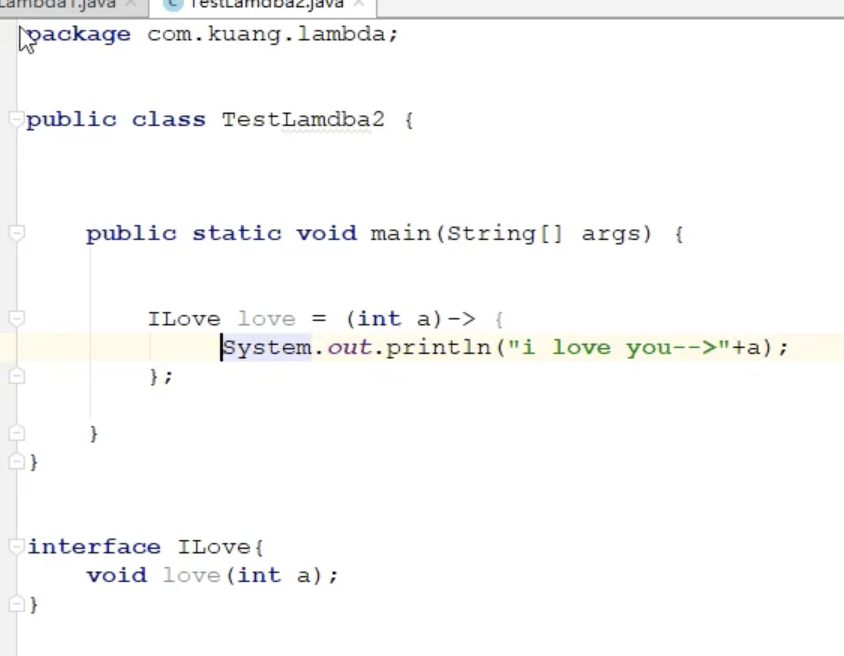 Lambda1.java × TestLamdba2.java ×
package com.kuang.lambda;
public class TestLamdba2 {
public static void main(String[] args) {
ILove love = (int a)-> {
System.out.println("i love you-->"+a);
};
}
}
interface ILove{
void love(int a);
}